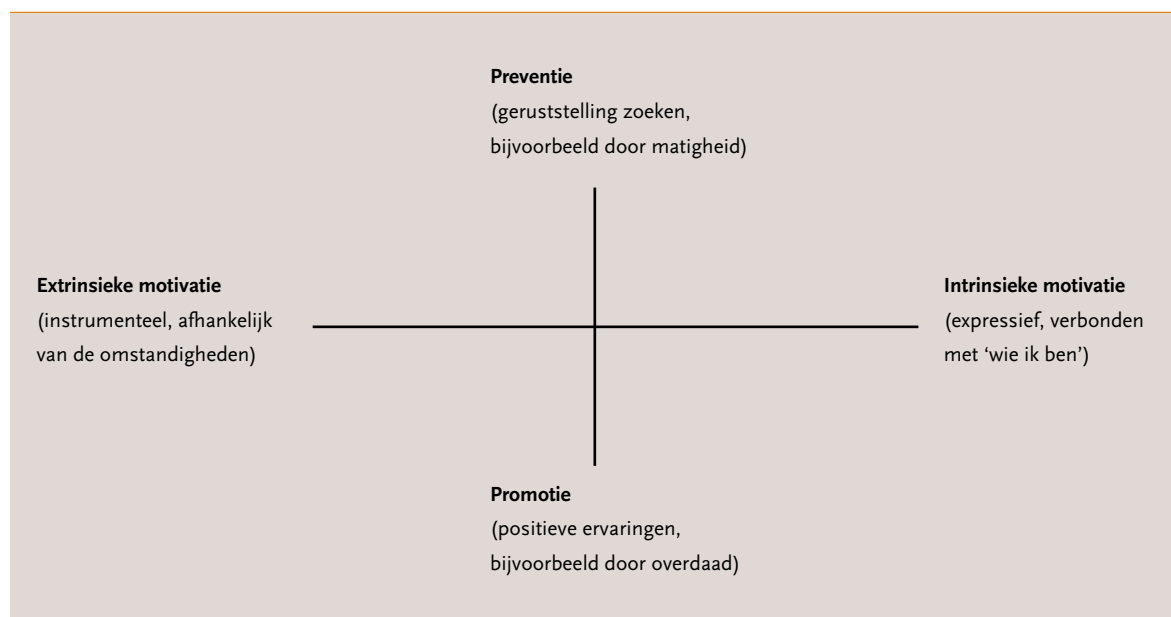 Preventie
(geruststelling zoeken,
bijvoorbeeld door matigheid)
Extrinsieke motivatie
(instrumenteel, afhankelijk
van de omstandigheden)
Intrinsieke motivatie
(expressief, verbonden
met ‘wie ik ben’)
Promotie
(positieve ervaringen,
bijvoorbeeld door overdaad)